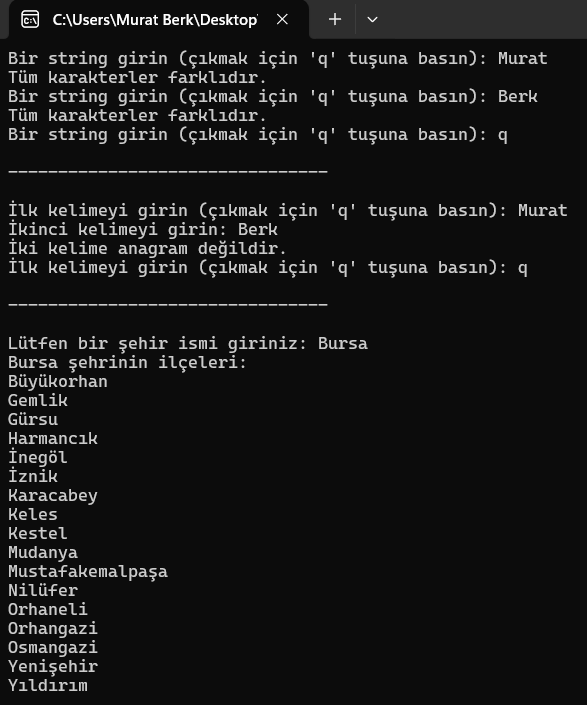 C:\Users\Murat Berk\Desktop\
Bir string girin (çıkmak için 'q' tuşuna basın): Murat
Tüm karakterler farklıdır.
Bir string girin (çıkmak için 'q' tuşuna basın): Berk
Tüm karakterler farklıdır.
Bir string girin (çıkmak için 'q' tuşuna basın): q
--------------------------------
İlk kelimeyi girin (çıkmak için 'q' tuşuna basın): Murat
İkinci kelimeyi girin: Berk
İki kelime anagram değildir.
İlk kelimeyi girin (çıkmak için 'q' tuşuna basın): q
--------------------------------
Lütfen bir şehir ismi giriniz: Bursa
Bursa şehrinin ilçeleri:
Büyükorhan
Gemlik
Gürsu
Harmancık
İnegöl
İznik
Karacabey
Keles
Kestel
Mudanya
Mustafakemalpaşa
Nilüfer
Orhaneli
Orhangazi
Osmangazi
Yenişehir
Yıldırım